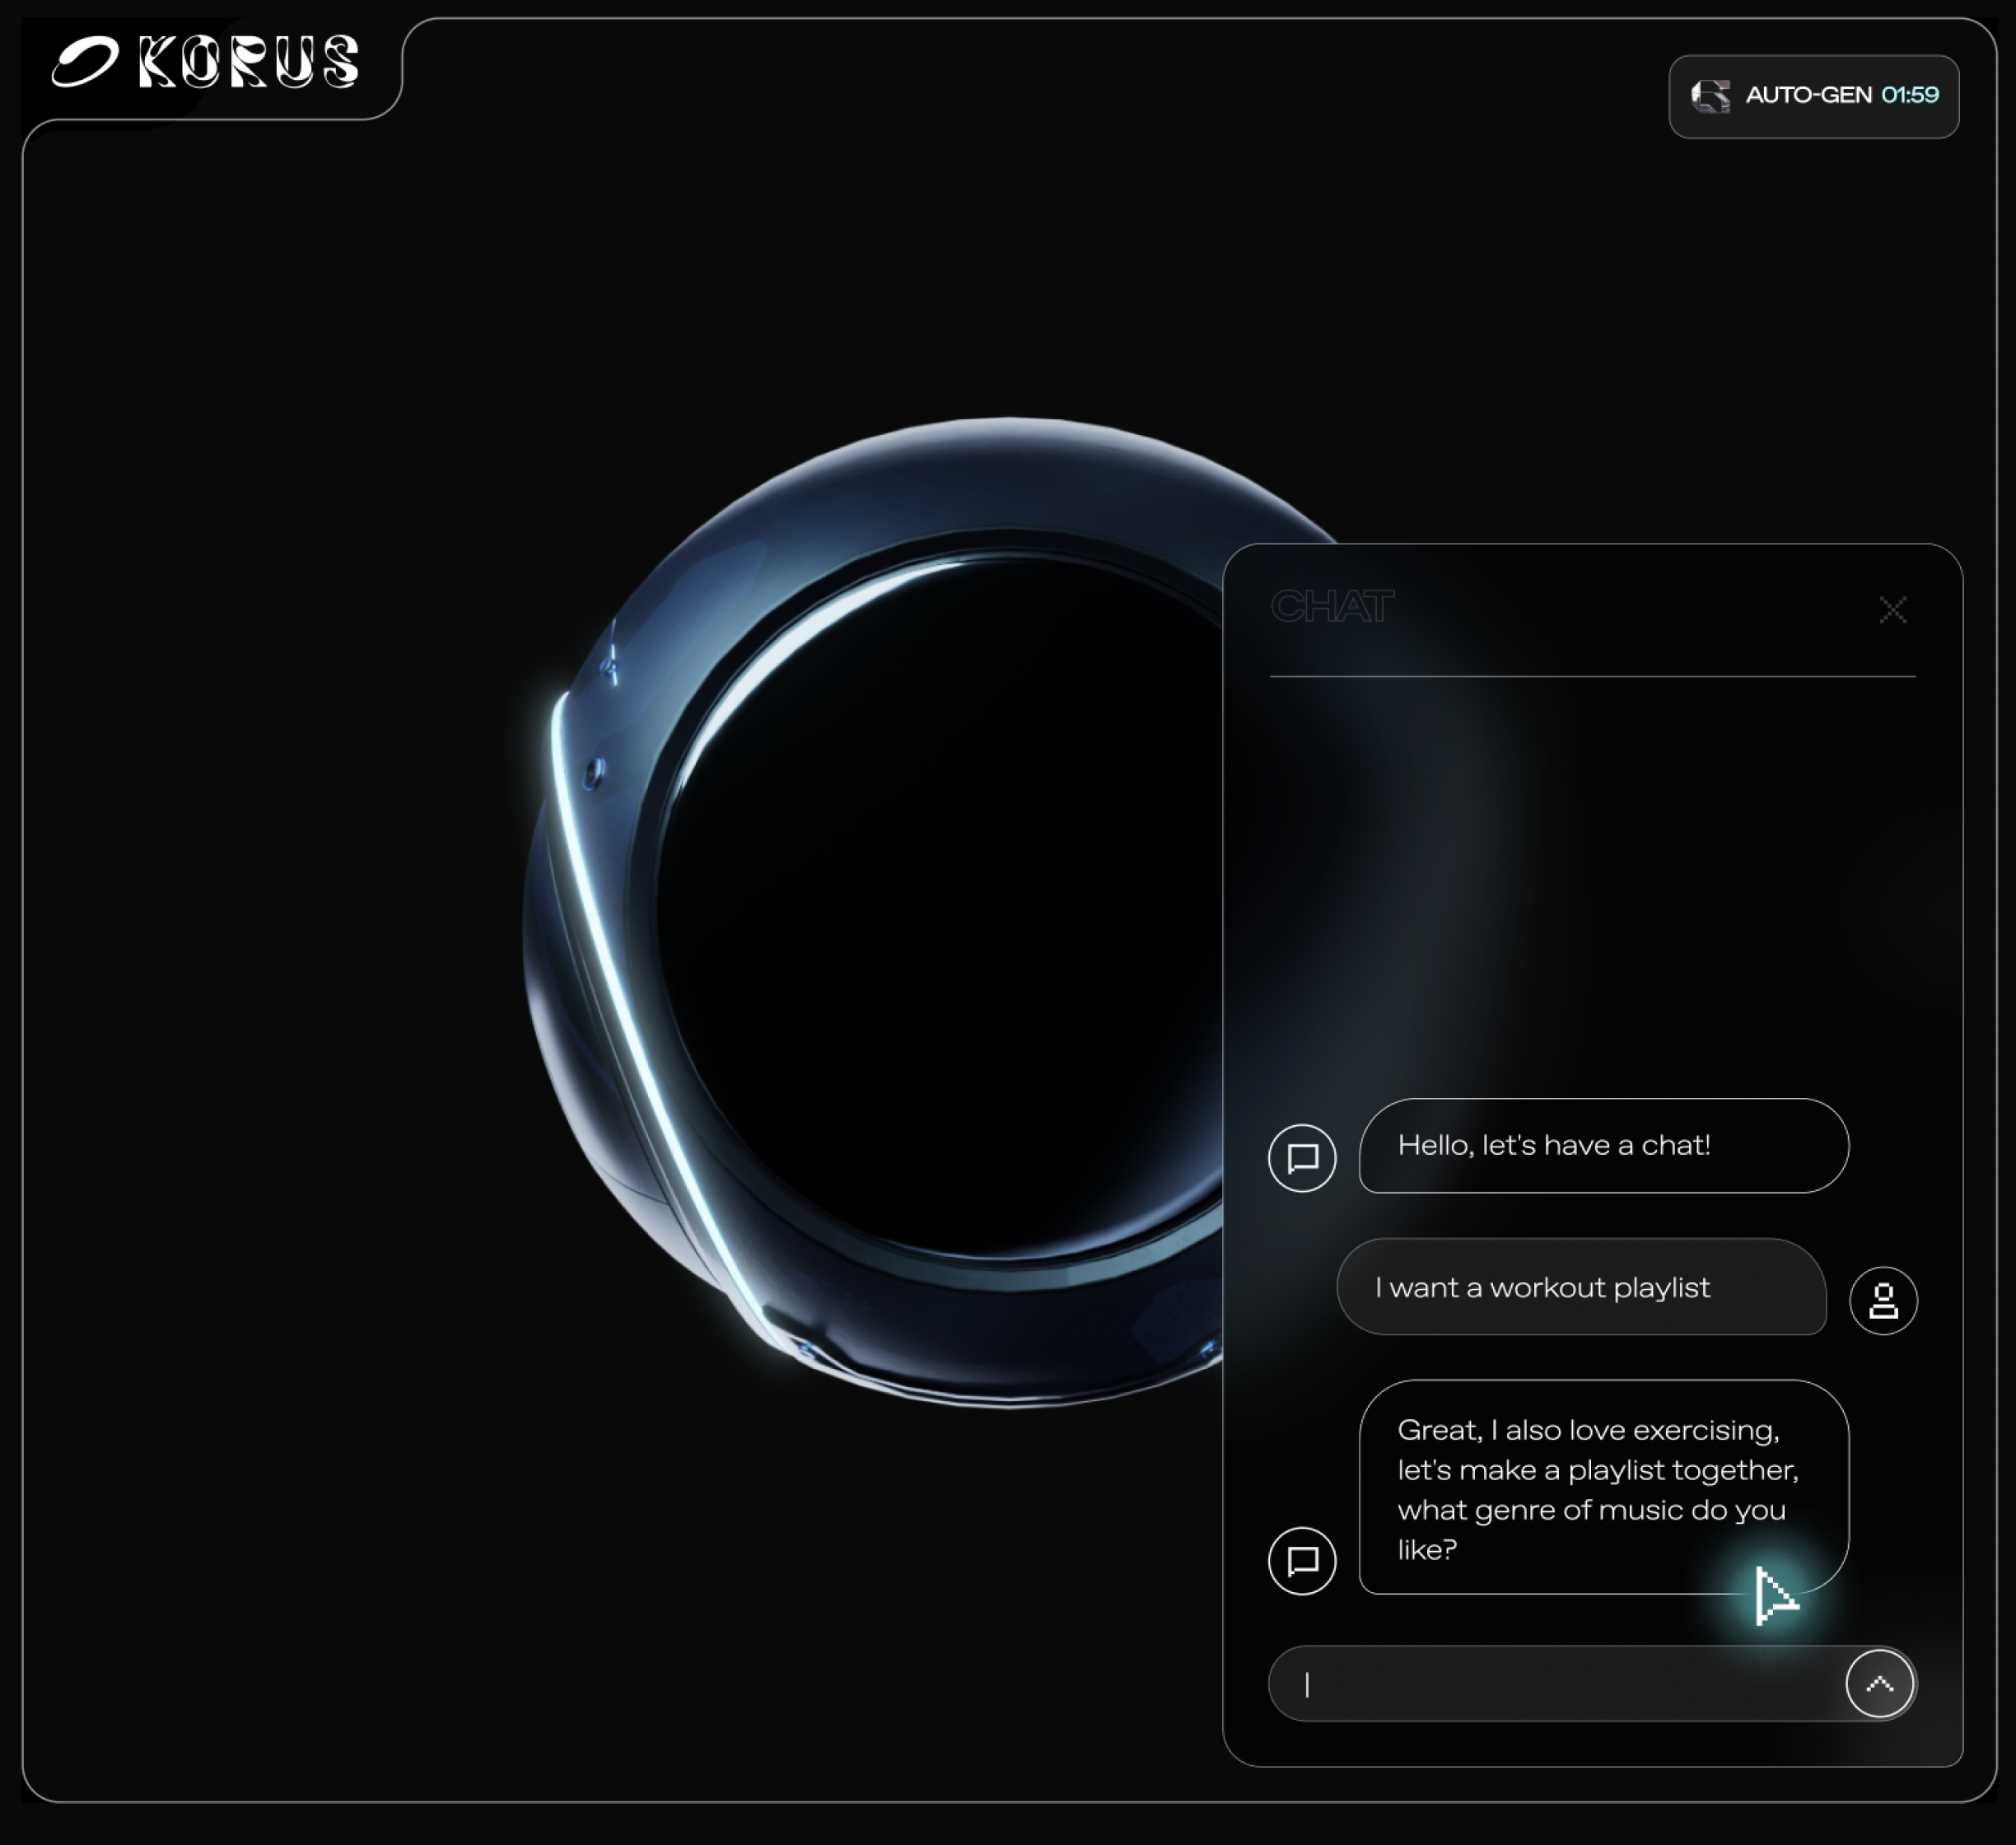 KORUS
AUTO-GEN 01:59
CHAT
Hello, let's have a chat!
I want a workout playlist
Great, I also love exercising,
let's make a playlist together,
what genre of music do you
like?